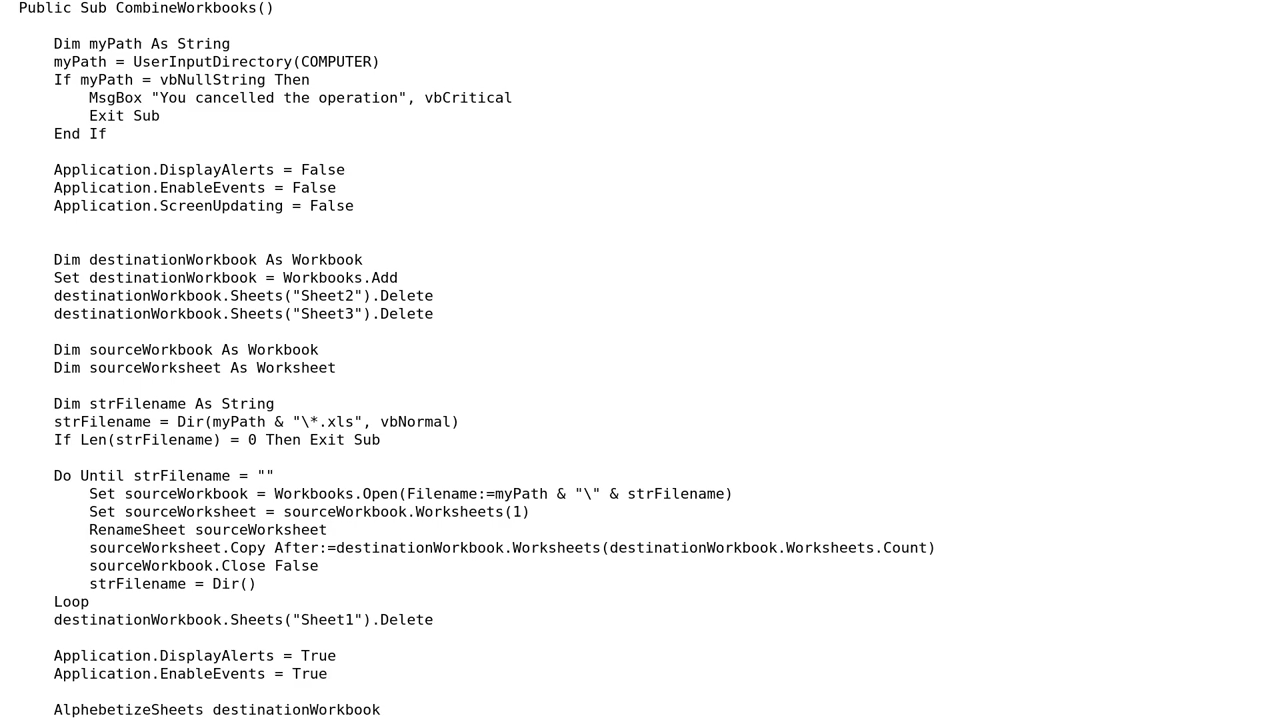 Public Sub CombineWorkbooks()
Dim myPath As String
myPath = UserInputDirectory(COMPUTER)
If myPath = vbNullString Then
MsgBox "You cancelled the operation", vbCritical
Exit Sub
End If
Application.DisplayAlerts = False
Application.EnableEvents = False
Application.ScreenUpdating = False
Dim destinationWorkbook As Workbook
Set destinationWorkbook = Workbooks.Add
destinationWorkbook.Sheets("Sheet2").Delete
destinationWorkbook.Sheets("Sheet3").Delete
Dim sourceWorkbook As Workbook
Dim sourceWorksheet As Worksheet
Dim strFilename As String
strFilename = Dir(myPath & "\*.xls", vbNormal)
If Len(strFilename) = 0 Then Exit Sub
Do Until strFilename = ""
Set sourceWorkbook = Workbooks.Open(Filename:=myPath & "\" & strFilename)
Set sourceWorksheet = sourceWorkbook.Worksheets(1)
RenameSheet sourceWorksheet
sourceWorksheet.Copy After:=destinationWorkbook.Worksheets(destinationWorkbook.Worksheets.Count)
sourceWorkbook.Close False
strFilename = Dir()
Loop
destinationWorkbook.Sheets("Sheet1").Delete
Application.DisplayAlerts = True
Application.EnableEvents = True
AlphebetizeSheets destinationWorkbook